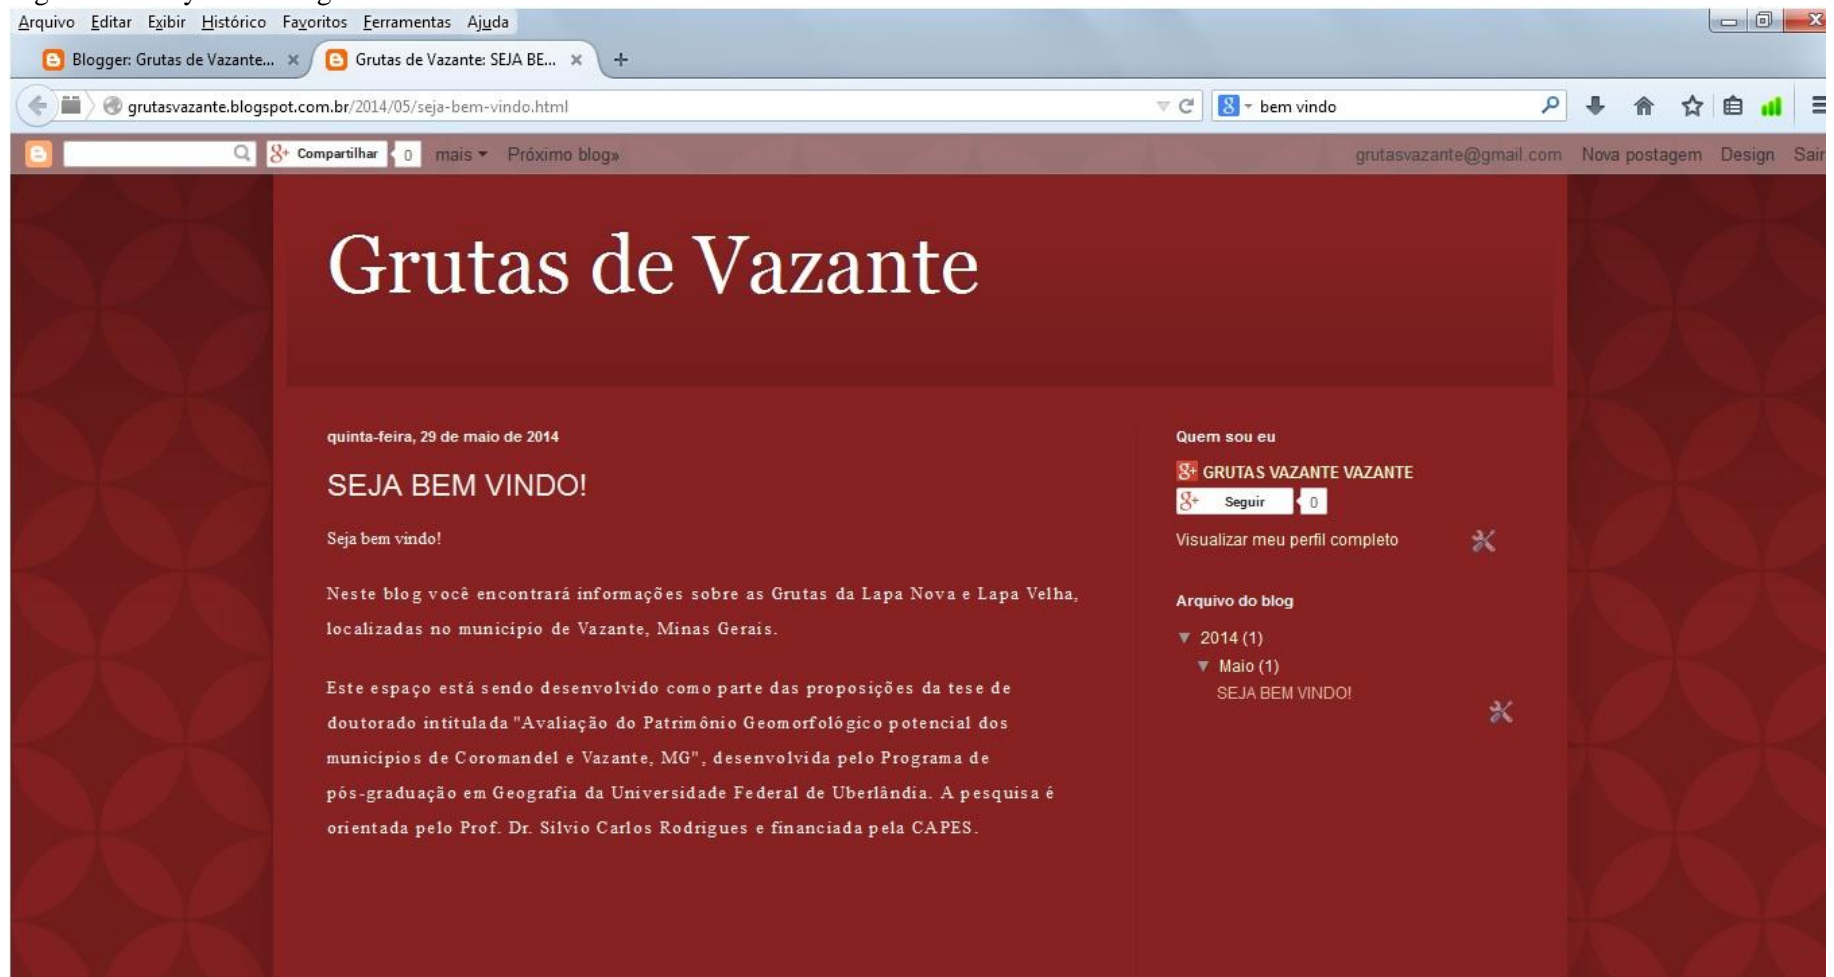 Arquivo Editar Exibir Histórico Favoritos Ferramentas Ajuda
Blogger: Grutas de Vazante... × Grutas de Vazante: SEJA BE... × +
grutasvazante.blogspot.com.br/2014/05/seja-bem-vindo.html bem vindo
Compartilhar 0 mais Próximo blog» grutasvazante@gmail.com Nova postagem Design Sair
Grutas de Vazante
quinta-feira, 29 de maio de 2014
SEJA BEM VINDO!
Seja bem vindo!
Neste blog você encontrará informações sobre as Grutas da Lapa Nova e Lapa Velha,
localizadas no município de Vazante, Minas Gerais.
Este espaço está sendo desenvolvido como parte das proposições da tese de
doutorado intitulada "Avaliação do Patrimônio Geomorfológico potencial dos
municípios de Coromandel e Vazante, MG", desenvolvida pelo Programa de
pós-graduação em Geografia da Universidade Federal de Uberlândia. A pesquisa é
orientada pelo Prof. Dr. Silvio Carlos Rodrigues e financiada pela CAPES.
Quem sou eu
GRUTAS VAZANTE VAZANTE
Seguir 0
Visualizar meu perfil completo
Arquivo do blog
▼ 2014 (1)
▼ Maio (1)
SEJA BEM VINDO!